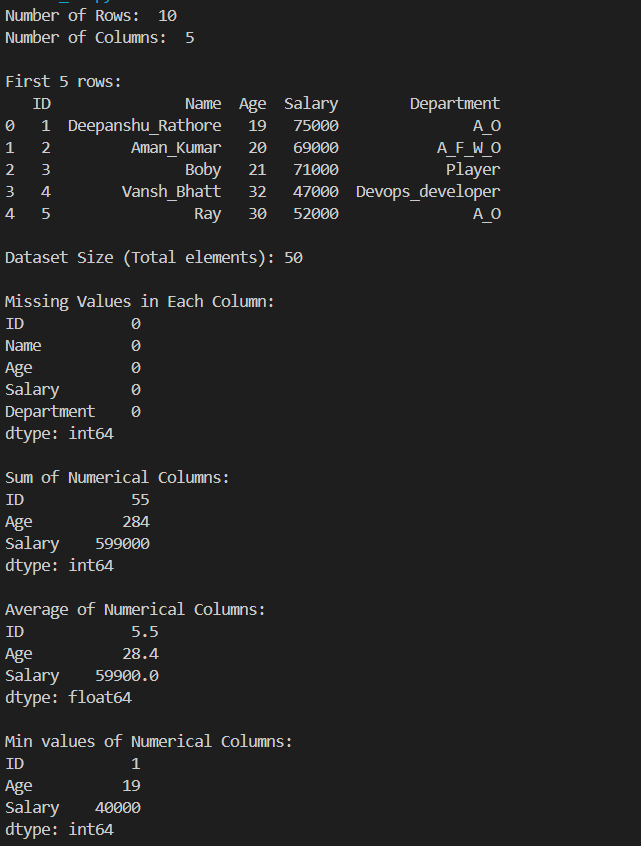 Number of Rows:  10
Number of Columns:  5
First 5 rows:
   ID              Name  Age  Salary        Department
0   1  Deepanshu_Rathore   19   75000               A_O
1   2        Aman_Kumar   20   69000           A_F_W_O
2   3              Boby   21   71000            Player
3   4       Vansh_Bhatt   32   47000  Devops_developer
4   5               Ray   30   52000               A_O
Dataset Size (Total elements): 50
Missing Values in Each Column:
ID            0
Name          0
Age           0
Salary        0
Department    0
dtype: int64
Sum of Numerical Columns:
ID            55
Age          284
Salary    599000
dtype: int64
Average of Numerical Columns:
ID            5.5
Age          28.4
Salary    59900.0
dtype: float64
Min values of Numerical Columns:
ID            1
Age          19
Salary    40000
dtype: int64